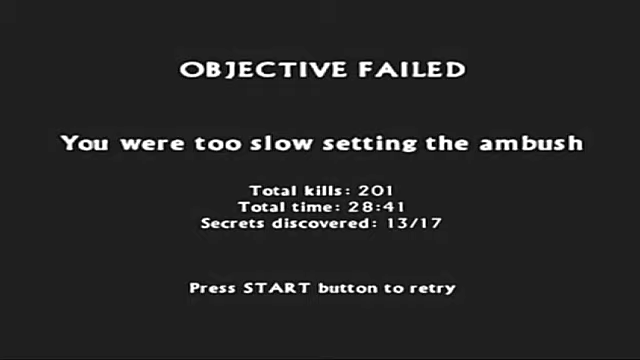 OBJECTIVE FAILED
You were too slow setting the ambush
Total kills: 201
Total time: 28:41
Secrets discovered: 13/17
Press START button to retry